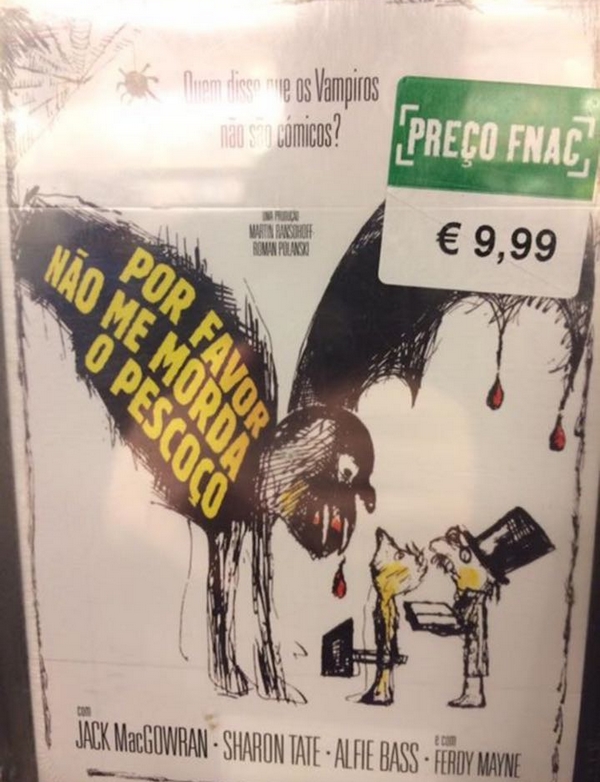 Quem disse que os Vampiros
não são cómicos?
PREÇO FNAC
€ 9,99
UMA PRODUÇÃO
MARTIN RANSOHOFF
ROMAN POLANSKI
POR FAVOR
NÃO ME MORDA
O PESCOÇO
com
JACK MacGOWRAN · SHARON TATE · ALFIE BASS · e com FERDY MAYNE